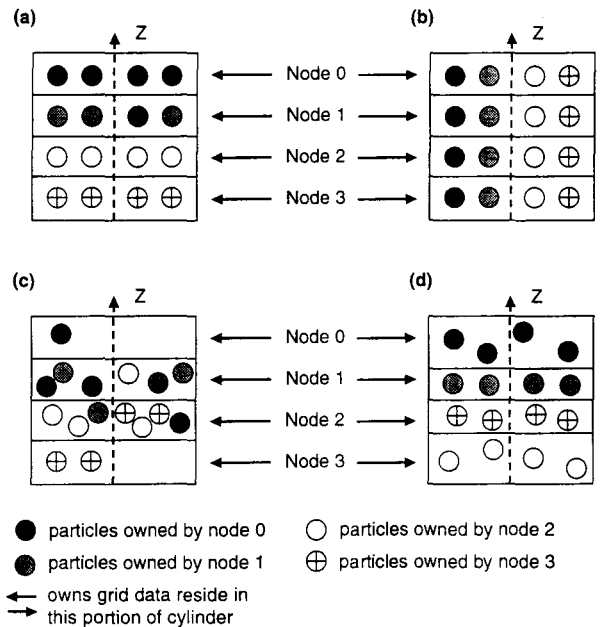 (a) Z (b) Z
Node 0
Node 1
Node 2
Node 3
(c) Z (d) Z
Node 0
Node 1
Node 2
Node 3
particles owned by node 0 particles owned by node 2
particles owned by node 1 particles owned by node 3
owns grid data reside in
this portion of cylinder